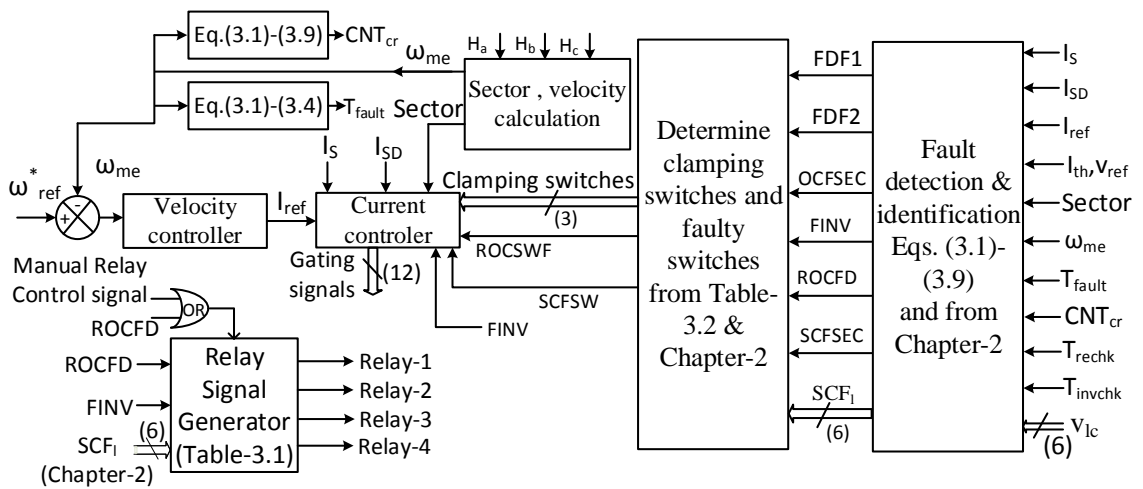 Eq.(3.1)-(3.9)
CNTcr
Ha
Hb
Hc
ωme
Sector , velocity
calculation
Eq.(3.1)-(3.4)
Tfault
Sector
IS
ISD
ω*ref
ωme
-
+
Velocity
controller
Iref
Current
controler
Clamping switches
(3)
ROCSWF
SCFSW
FINV
Gating
signals
(12)
Manual Relay
Control signal
ROCFD
OR
ROCFD
FINV
(6)
SCFl
(Chapter-2)
Relay
Signal
Generator
(Table-3.1)
Relay-1
Relay-2
Relay-3
Relay-4
Determine
clamping
switches and
faulty
switches
from Table-
3.2 &
Chapter-2
FDF1
FDF2
OCFSEC
FINV
ROCFD
SCFSEC
SCFl
(6)
Fault
detection &
identification
Eqs. (3.1)-
(3.9)
and from
Chapter-2
IS
ISD
Iref
Ith,vref
Sector
ωme
Tfault
CNTcr
Trechk
Tinvchk
vlc
(6)